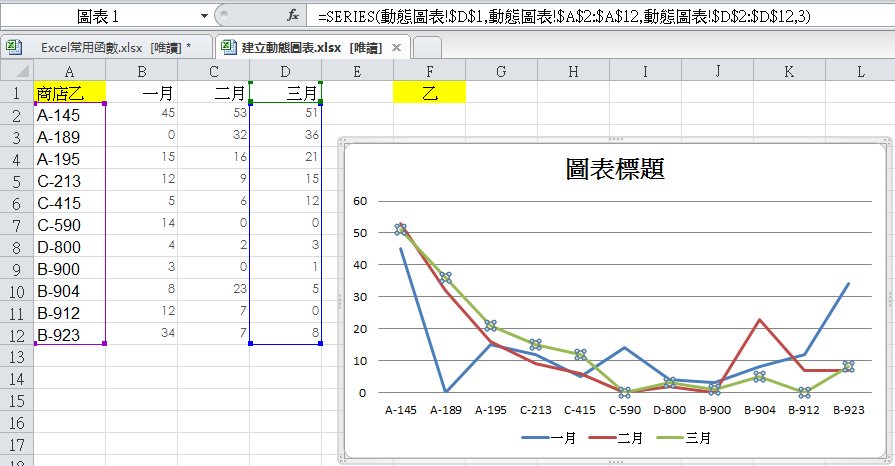 圖表 1 fx =SERIES(動態圖表!$D$1,動態圖表!$A$2:$A$12,動態圖表!$D$2:$D$12,3)
Excel常用函數.xlsx [唯讀] * 建立動態圖表.xlsx [唯讀]
A B C D E F G H I J K L
1 商店乙 一月 二月 三月 乙
2 A-145 45 53 51
3 A-189 0 32 36
4 A-195 15 16 21
5 C-213 12 9 15
6 C-415 5 6 12
7 C-590 14 0 0
8 D-800 4 2 3
9 B-900 3 0 1
10 B-904 8 23 5
11 B-912 12 7 0
12 B-923 34 7 8
13
14
15
16
17
18
圖表標題
60
50
40
30
20
10
0
A-145 A-189 A-195 C-213 C-415 C-590 D-800 B-900 B-904 B-912 B-923
一月 二月 三月